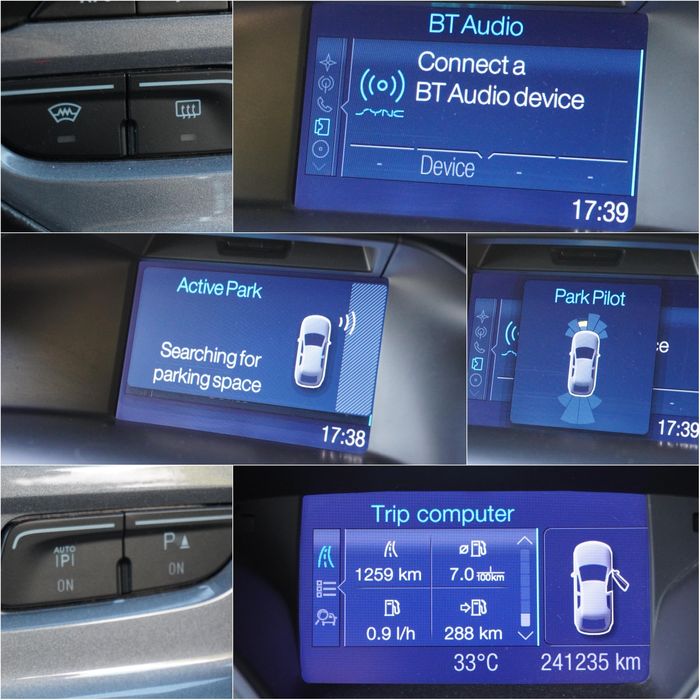 BT Audio
Connect a
BT Audio device
SYNC
- Device - -
17:39
Active Park
Searching for
parking space
17:38
Park Pilot
ce
17:39
AUTO
P
ON
P
ON
Trip computer
1259 km
7.0 l/100km
0.9 l/h
288 km
33°C
241235 km